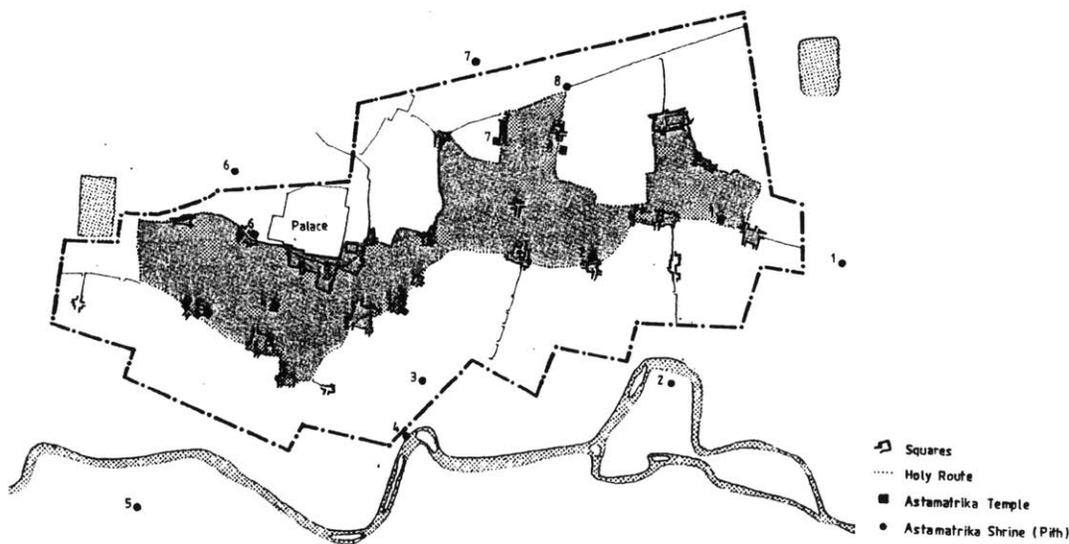 7
8
7
6
Palace
6
1
1
3
2
4
5
Squares
Holy Route
Astamatrika Temple
Astamatrika Shrine (Pith)